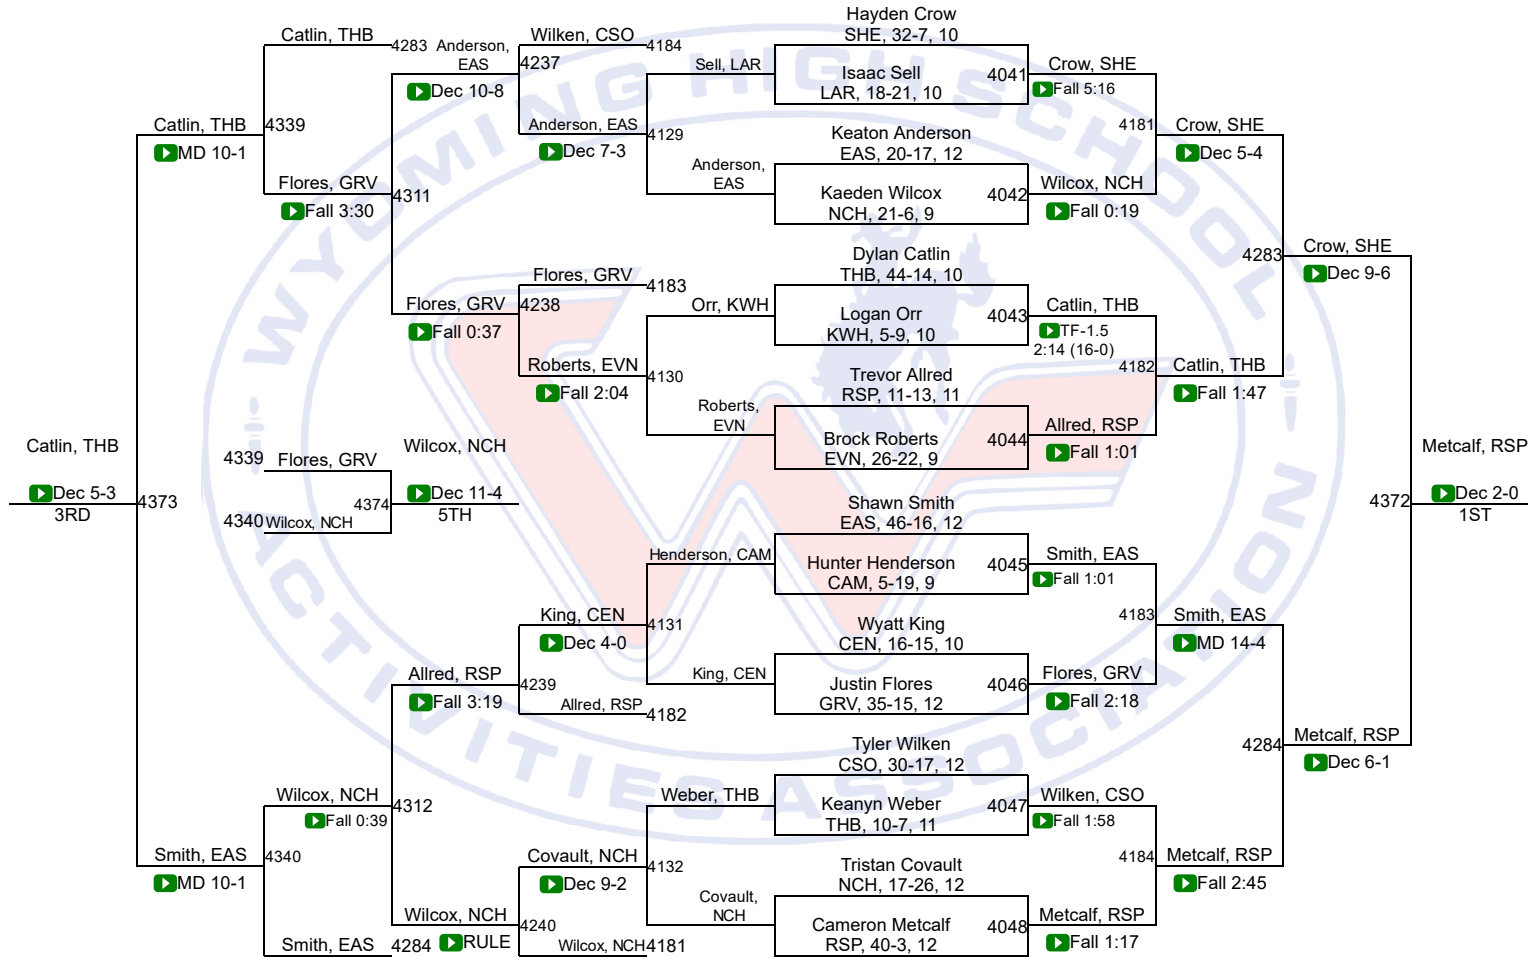 Hayden Crow
Catlin, THB
4283
Anderson,
EAS
Wilken, CSO
4184
SHE, 32-7, 10
4237
Sell, LAR
Isaac Sell
4041
Crow, SHE
Dec 10-8
LAR, 18-21, 10
Fall 5:16
Catlin, THB
4339
Anderson, EAS
4129
Keaton Anderson
4181
Crow, SHE
MD 10-1
Dec 7-3
EAS, 20-17, 12
Dec 5-4
Anderson,
EAS
Flores, GRV
4311
Kaeden Wilcox
4042
Wilcox, NCH
Fall 3:30
NCH, 21-6, 9
Fall 0:19
Dylan Catlin
4283
Crow, SHE
Flores, GRV
4183
THB, 44-14, 10
Dec 9-6
Flores, GRV
4238
Orr, KWH
Logan Orr
4043
Catlin, THB
Fall 0:37
KWH, 5-9, 10
TF-1.5
2:14 (16-0)
Roberts, EVN
4130
Trevor Allred
4182
Catlin, THB
Fall 2:04
RSP, 11-13, 11
Fall 1:47
Roberts,
EVN
Brock Roberts
4044
Allred, RSP
EVN, 26-22, 9
Fall 1:01
Catlin, THB
4339
Flores, GRV
Wilcox, NCH
Metcalf, RSP
Dec 5-3
4373
4374
Dec 11-4
4372
Dec 2-0
3RD
4340
Wilcox, NCH
5TH
1ST
Shawn Smith
EAS, 46-16, 12
Henderson, CAM
Hunter Henderson
4045
Smith, EAS
CAM, 5-19, 9
Fall 1:01
King, CEN
4131
Wyatt King
4183
Smith, EAS
Dec 4-0
CEN, 16-15, 10
MD 14-4
Allred, RSP
4239
King, CEN
Justin Flores
4046
Flores, GRV
Fall 3:19
Allred, RSP
4182
GRV, 35-15, 12
Fall 2:18
Tyler Wilken
4284
Metcalf, RSP
CSO, 30-17, 12
Dec 6-1
Wilcox, NCH
4312
Weber, THB
Keanyn Weber
4047
Wilken, CSO
Fall 0:39
THB, 10-7, 11
Fall 1:58
Smith, EAS
4340
Covault, NCH
4132
Tristan Covault
4184
Metcalf, RSP
MD 10-1
Dec 9-2
NCH, 17-26, 12
Fall 2:45
Covault,
NCH
Wilcox, NCH
4240
Cameron Metcalf
4048
Metcalf, RSP
Smith, EAS
4284
RULE
Wilcox, NCH
4181
RSP, 40-3, 12
Fall 1:17
WYOMING HIGH SCHOOL
ACTIVITIES ASSOCIATION